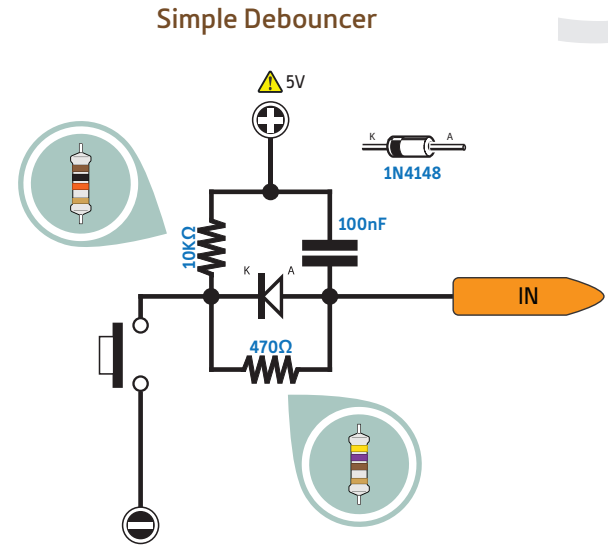 Simple Debouncer
5V
K A
1N4148
100nF
10KΩ
K A
IN
470Ω